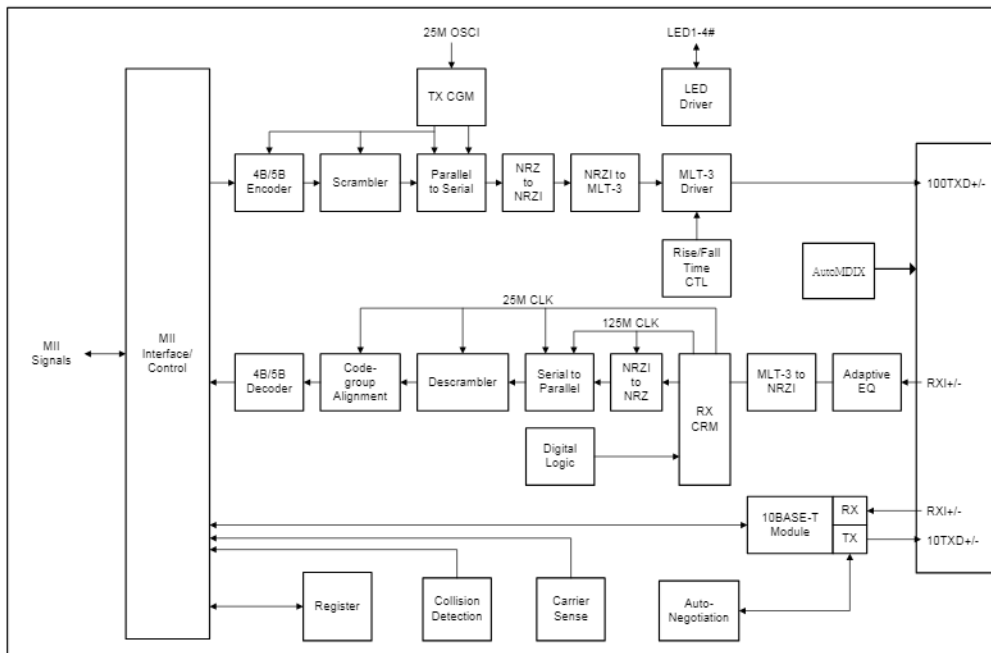 25M OSCI
LED1-4#
TX CGM
LED
Driver
4B/5B
Encoder
Scrambler
Parallel
to Serial
NRZ
to
NRZI
NRZI to
MLT-3
MLT-3
Driver
100TXD+/-
Rise/Fall
Time
CTL
AutoMDIX
25M CLK
125M CLK
MII
Signals
MII
Interface/
Control
4B/5B
Decoder
Code-
group
Alignment
Descrambler
Serial to
Parallel
NRZI
to
NRZ
RX
CRM
MLT-3 to
NRZI
Adaptive
EQ
RXI+/-
Digital
Logic
10BASE-T
Module
RX
TX
RXI+/-
10TXD+/-
Register
Collision
Detection
Carrier
Sense
Auto-
Negotiation